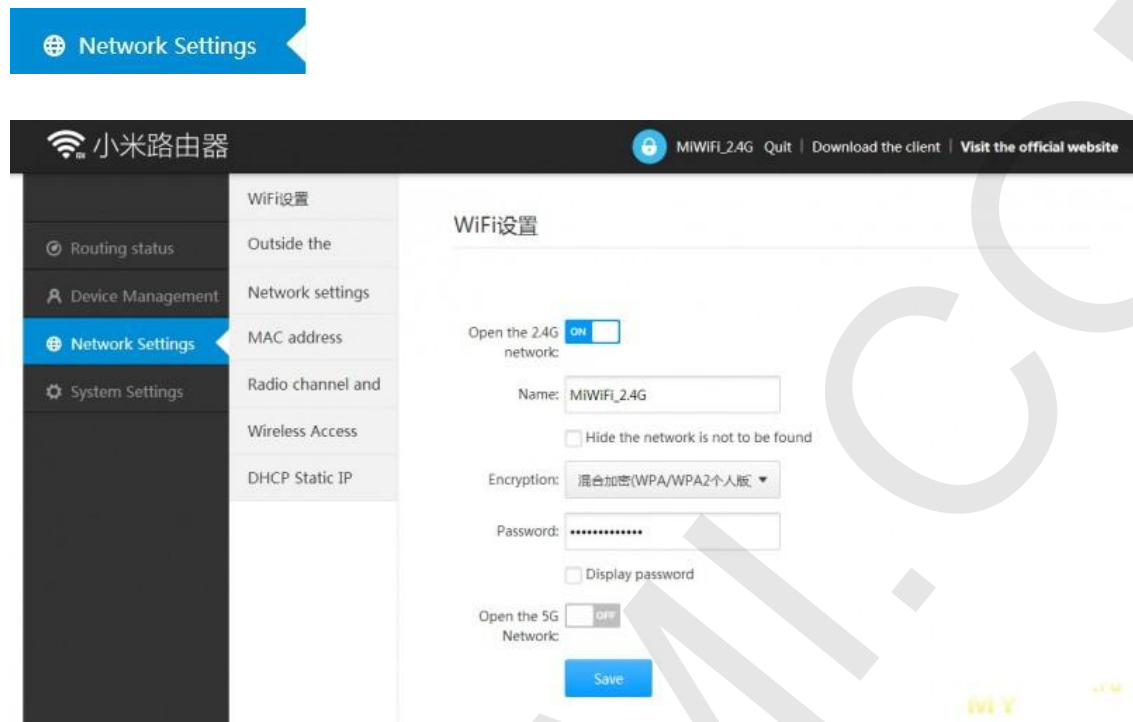 Network Settings
小米路由器
MiWiFi_2.4G Quit | Download the client | Visit the official website
Routing status
Device Management
Network Settings
System Settings
WiFi设置
Outside the
Network settings
MAC address
Radio channel and
Wireless Access
DHCP Static IP
WiFi设置
Open the 2.4G network:
ON
Name: MiWiFi_2.4G
Hide the network is not to be found
Encryption: 混合加密(WPA/WPA2个人版
Password: •••••••••••••
Display password
Open the 5G Network:
OFF
Save
MY
.ru
MI.CO